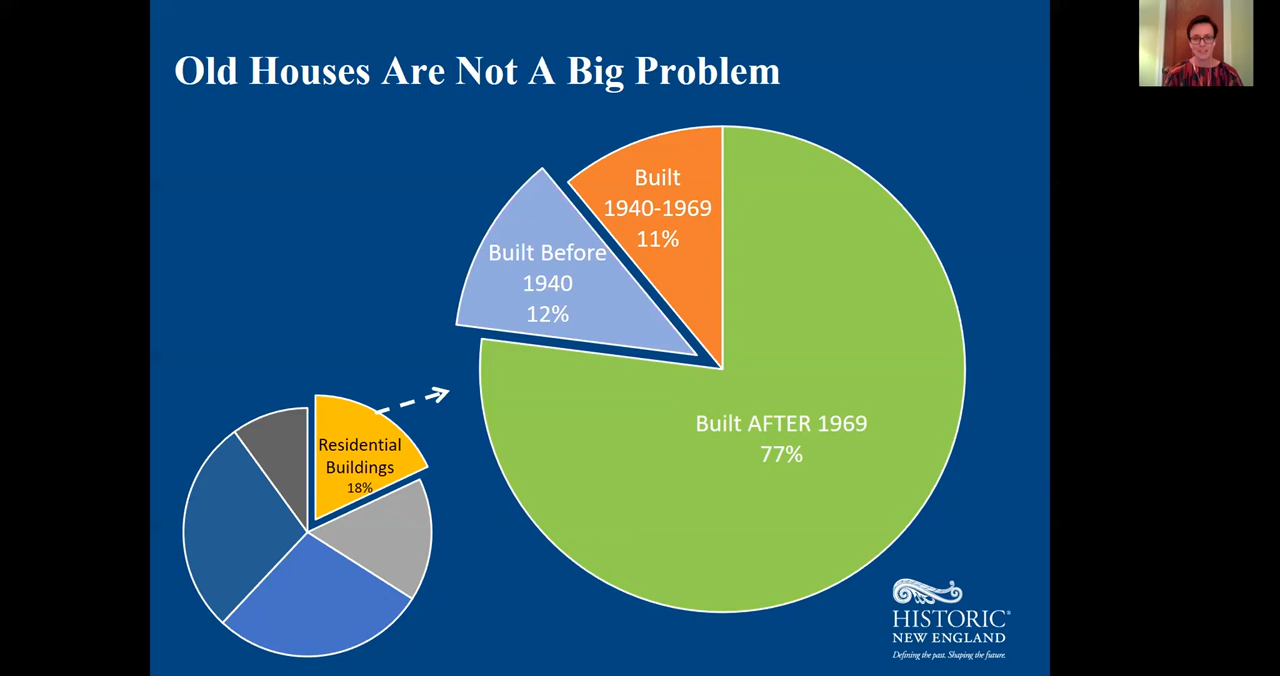 Old Houses Are Not A Big Problem
Built
1940-1969
11%
Built Before
1940
12%
Built AFTER 1969
77%
Residential
Buildings
18%
HISTORIC®
NEW ENGLAND
Defining the past. Shaping the future.